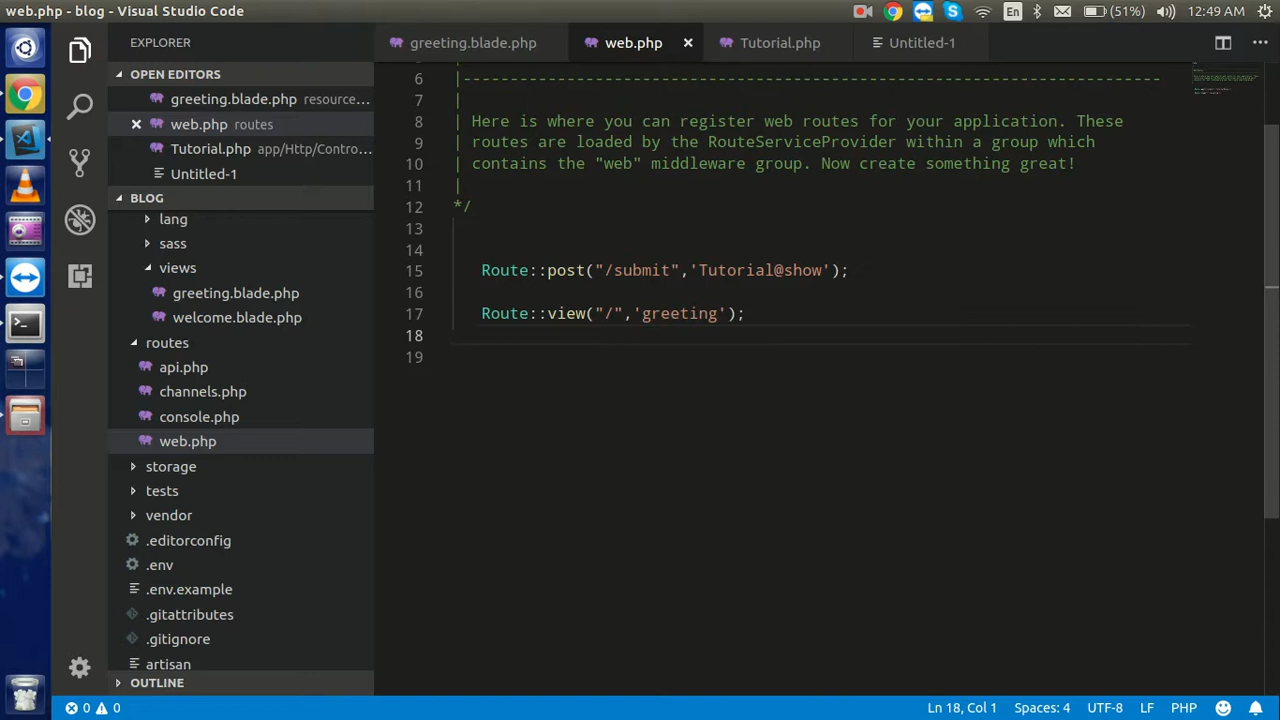 web.php - blog - Visual Studio Code
En
(51%)
12:49 AM
EXPLORER
greeting.blade.php
web.php
Tutorial.php
Untitled-1
OPEN EDITORS
greeting.blade.php resource...
web.php routes
Tutorial.php app/Http/Contro...
Untitled-1
BLOG
lang
sass
views
greeting.blade.php
welcome.blade.php
routes
api.php
channels.php
console.php
web.php
storage
tests
vendor
.editorconfig
.env
.env.example
.gitattributes
.gitignore
artisan
OUTLINE
6 |--------------------------------------------------------------------------
7 |
8 | Here is where you can register web routes for your application. These
9 | routes are loaded by the RouteServiceProvider within a group which
10 | contains the "web" middleware group. Now create something great!
11 |
12 */
13
14
15 Route::post("/submit",'Tutorial@show');
16
17 Route::view("/",'greeting');
18
19
0 0
Ln 18, Col 1
Spaces: 4
UTF-8
LF
PHP